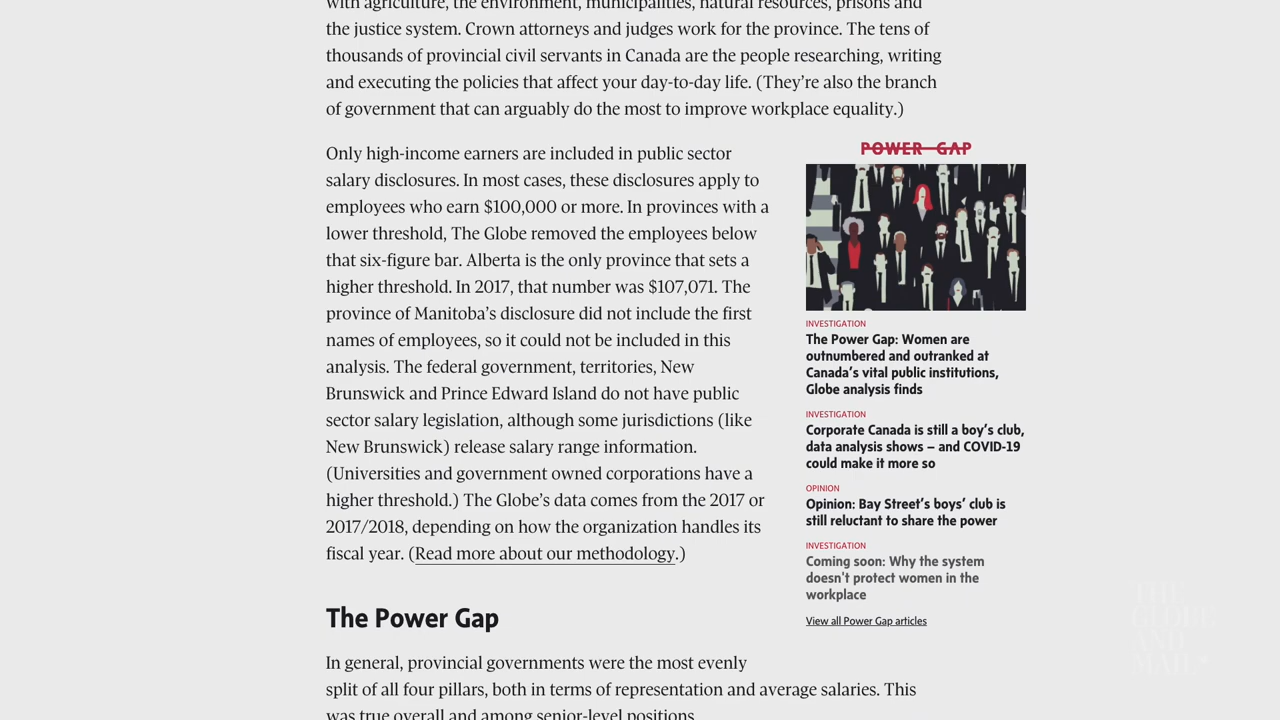 with agriculture, the environment, municipalities, natural resources, prisons and
the justice system. Crown attorneys and judges work for the province. The tens of
thousands of provincial civil servants in Canada are the people researching, writing
and executing the policies that affect your day-to-day life. (They’re also the branch
of government that can arguably do the most to improve workplace equality.)
Only high-income earners are included in public sector
salary disclosures. In most cases, these disclosures apply to
employees who earn $100,000 or more. In provinces with a
lower threshold, The Globe removed the employees below
that six-figure bar. Alberta is the only province that sets a
higher threshold. In 2017, that number was $107,071. The
province of Manitoba’s disclosure did not include the first
names of employees, so it could not be included in this
analysis. The federal government, territories, New
Brunswick and Prince Edward Island do not have public
sector salary legislation, although some jurisdictions (like
New Brunswick) release salary range information.
(Universities and government owned corporations have a
higher threshold.) The Globe’s data comes from the 2017 or
2017/2018, depending on how the organization handles its
fiscal year. (Read more about our methodology.)
The Power Gap
In general, provincial governments were the most evenly
split of all four pillars, both in terms of representation and average salaries. This
was true overall and among senior-level positions.
POWER GAP
INVESTIGATION
The Power Gap: Women are
outnumbered and outranked at
Canada’s vital public institutions,
Globe analysis finds
INVESTIGATION
Corporate Canada is still a boy’s club,
data analysis shows – and COVID-19
could make it more so
OPINION
Opinion: Bay Street’s boys’ club is
still reluctant to share the power
INVESTIGATION
Coming soon: Why the system
doesn't protect women in the
workplace
View all Power Gap articles
THE
GLOBE
AND
MAIL